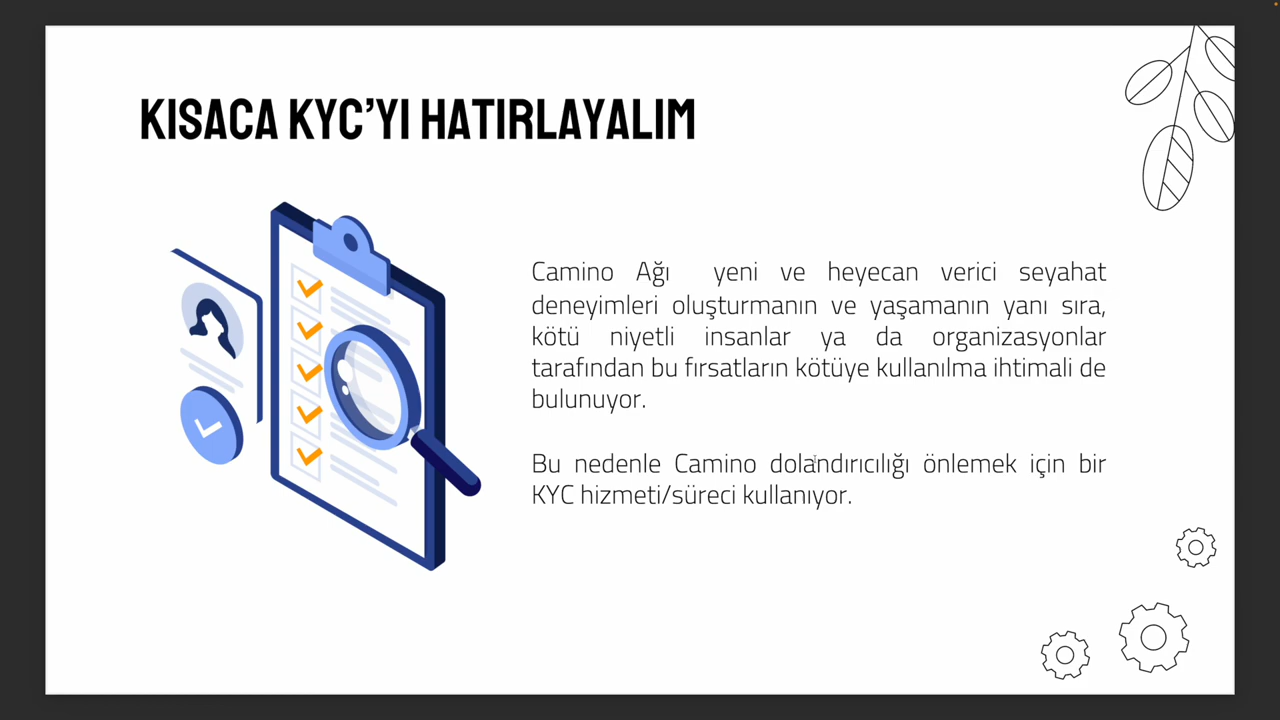 KISACA KYC’YI HATIRLAYALIM
Camino Ağı yeni ve heyecan verici seyahat
deneyimleri oluşturmanın ve yaşamanın yanı sıra,
kötü niyetli insanlar ya da organizasyonlar
tarafından bu fırsatların kötüye kullanılma ihtimali de
bulunuyor.
Bu nedenle Camino dolandırıcılığı önlemek için bir
KYC hizmeti/süreci kullanıyor.